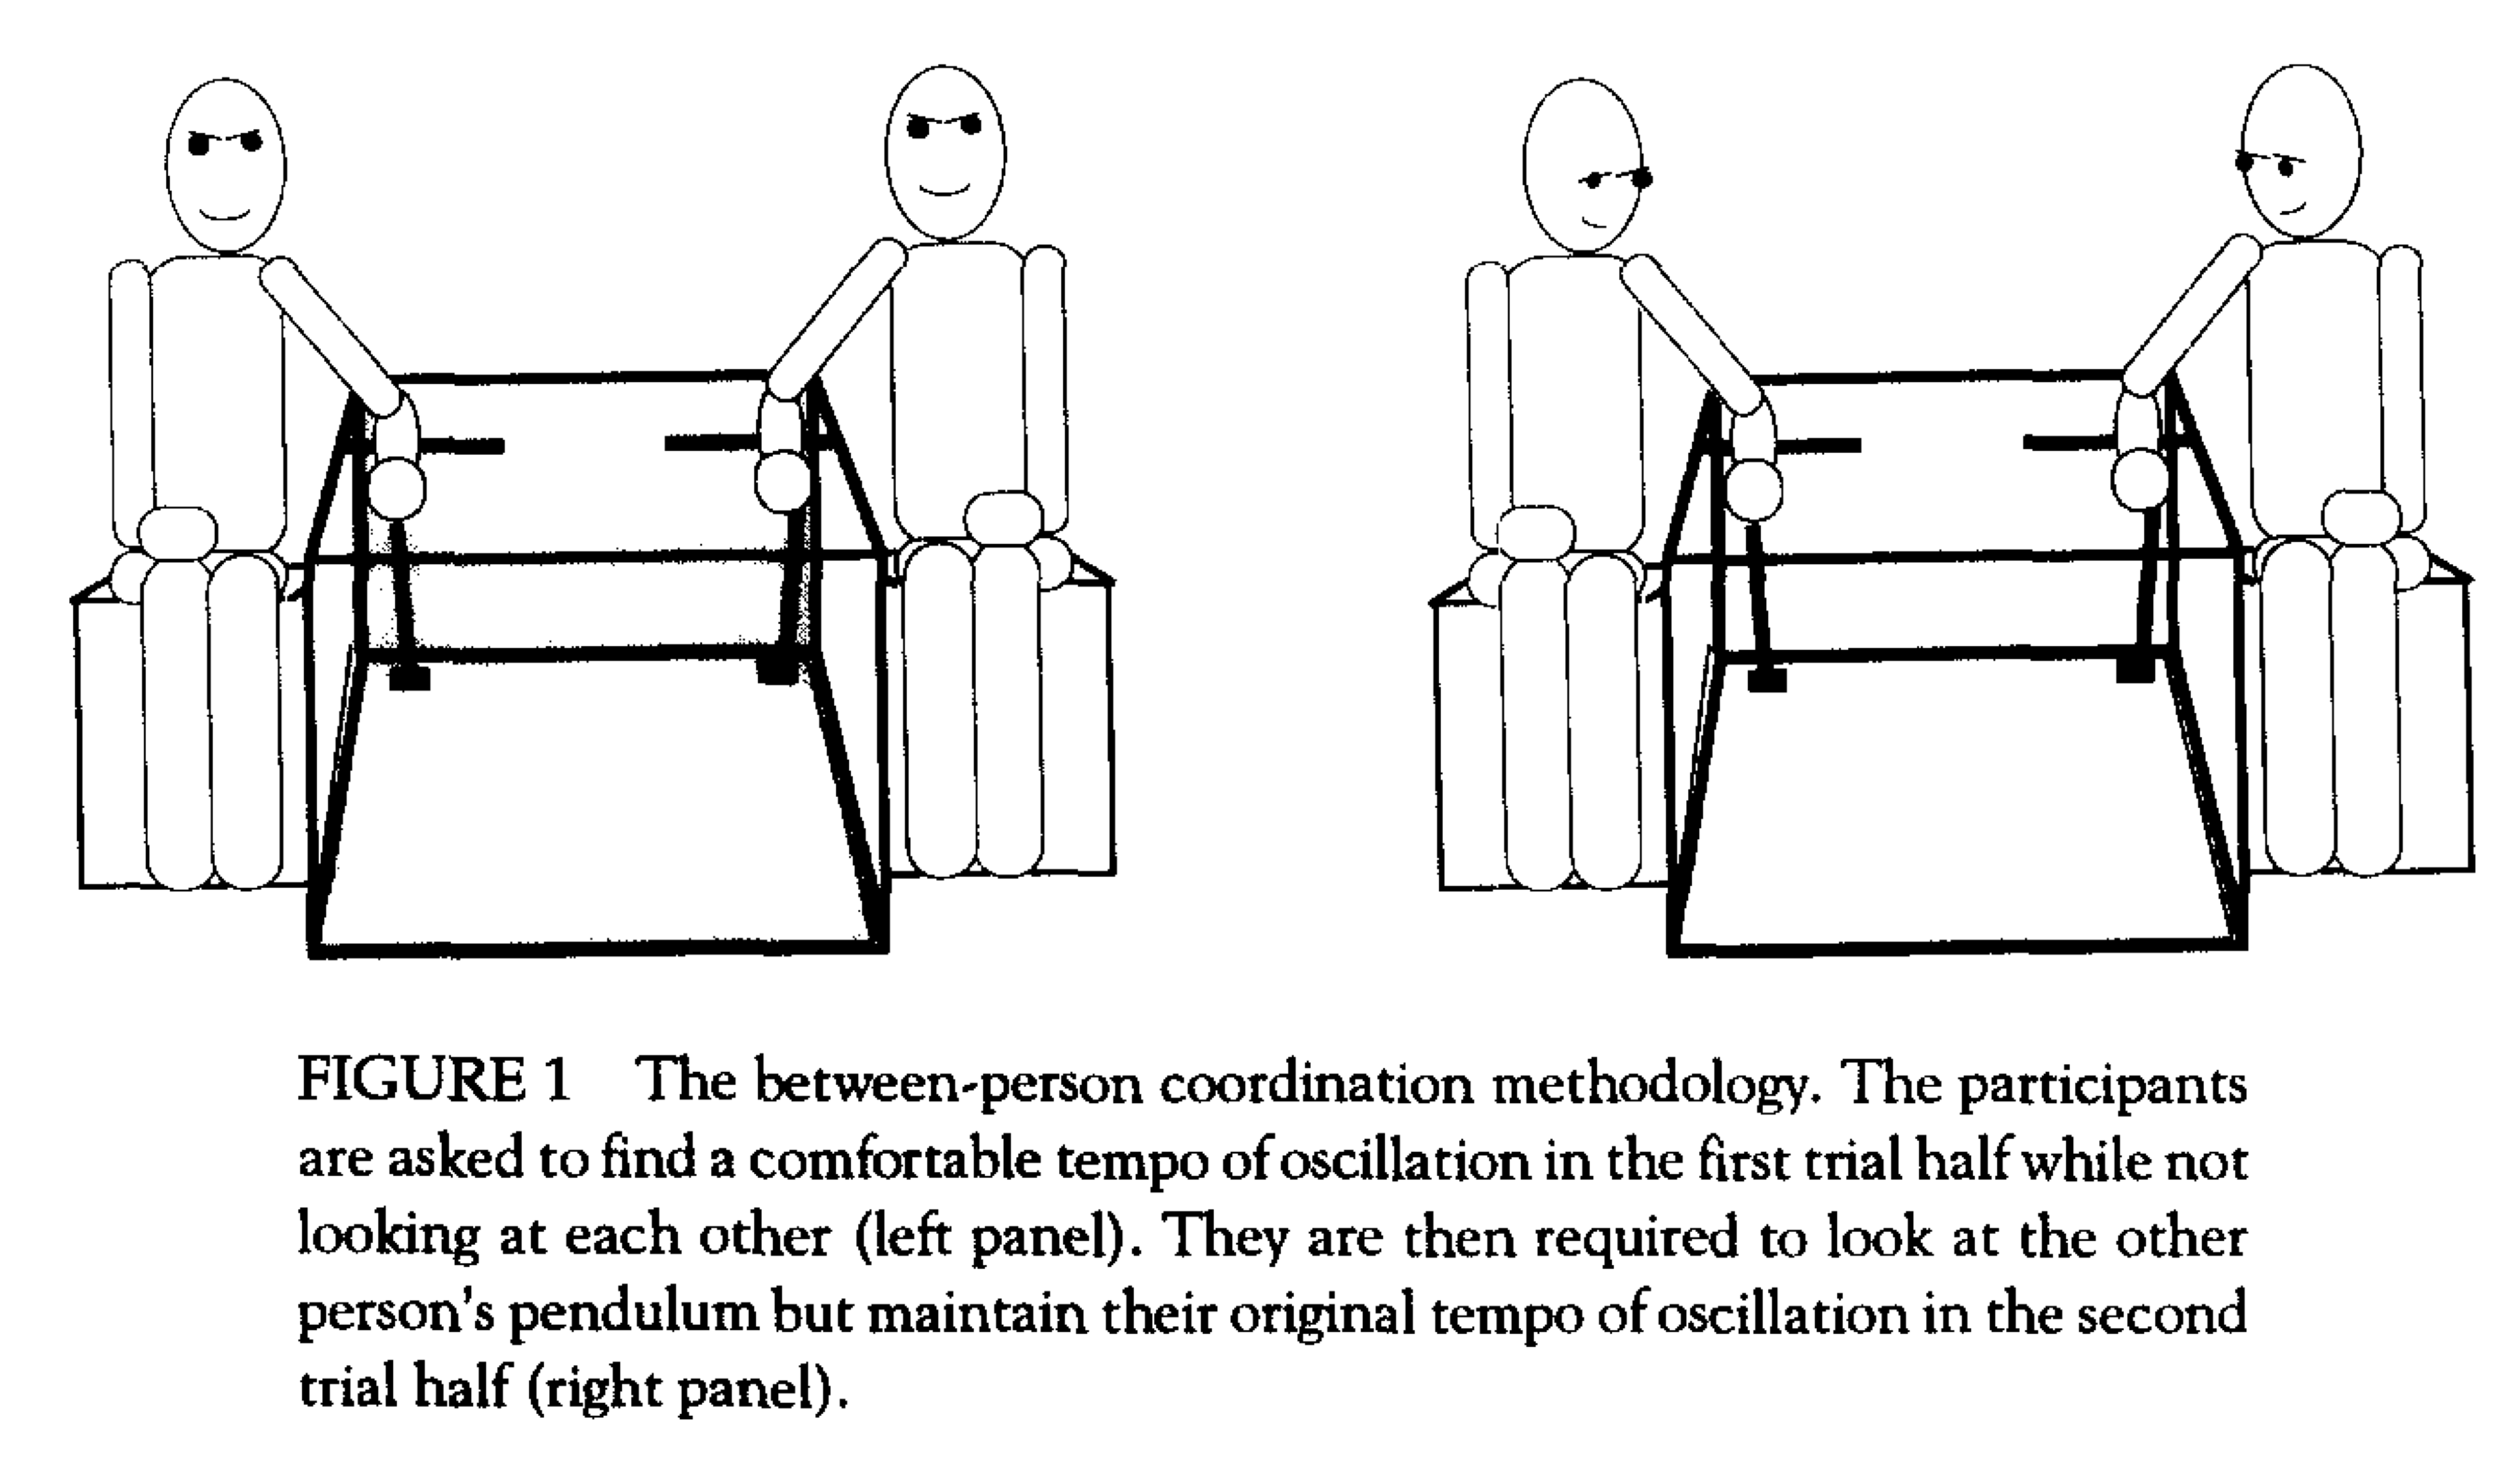 FIGURE 1 The between-person coordination methodology. The participants
are asked to find a comfortable tempo of oscillation in the first trial half while not
looking at each other (left panel). They are then required to look at the other
person's pendulum but maintain their original tempo of oscillation in the second
trial half (right panel).